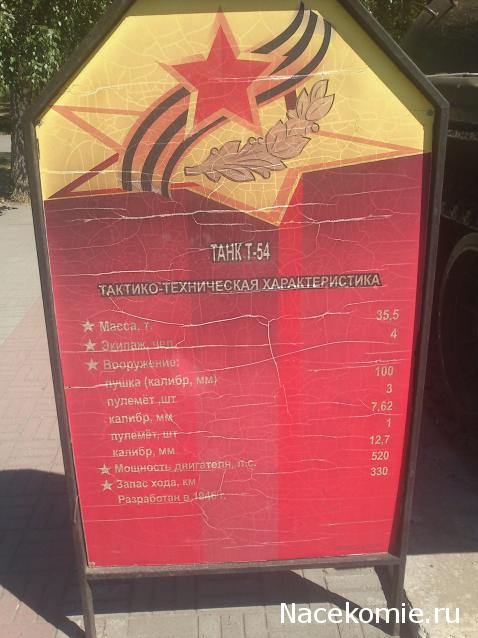 ТАНК Т-54
ТАКТИКО-ТЕХНИЧЕСКАЯ ХАРАКТЕРИСТИКА
Масса, т. 35,5
Экипаж, чел. 4
Вооружение:
пушка (калибр, мм) 100
пулемёт ,шт 3
калибр, мм 7,62
пулемёт, шт 1
калибр, мм 12,7
Мощность двигателя, л.с. 520
Запас хода, км 330
Разработан в 1946 г.
Nacekomie.ru